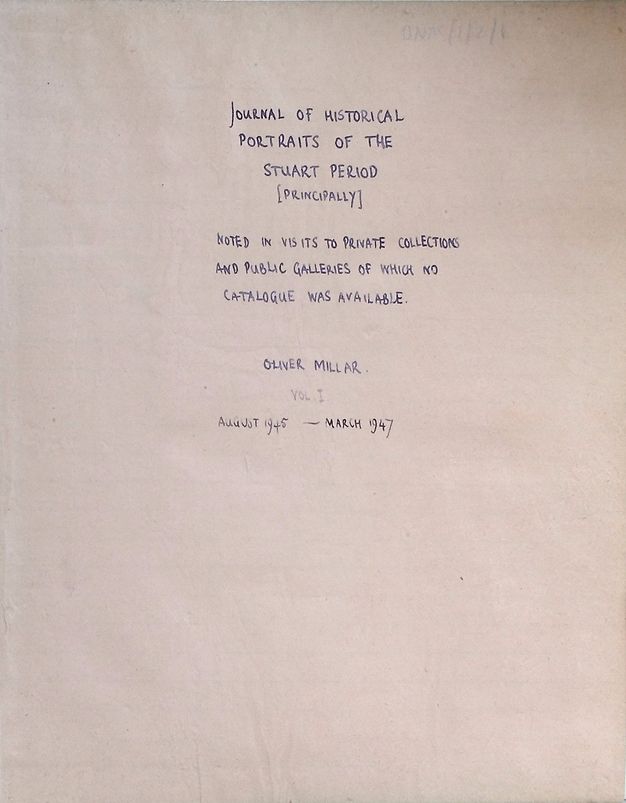 JOURNAL OF HISTORICAL
PORTRAITS OF THE
STUART PERIOD
[PRINCIPALLY]
NOTED IN VISITS TO PRIVATE COLLECTIONS
AND PUBLIC GALLERIES OF WHICH NO
CATALOGUE WAS AVAILABLE.
OLIVER MILLAR.
VOL. I
AUGUST 1945 — MARCH 1947